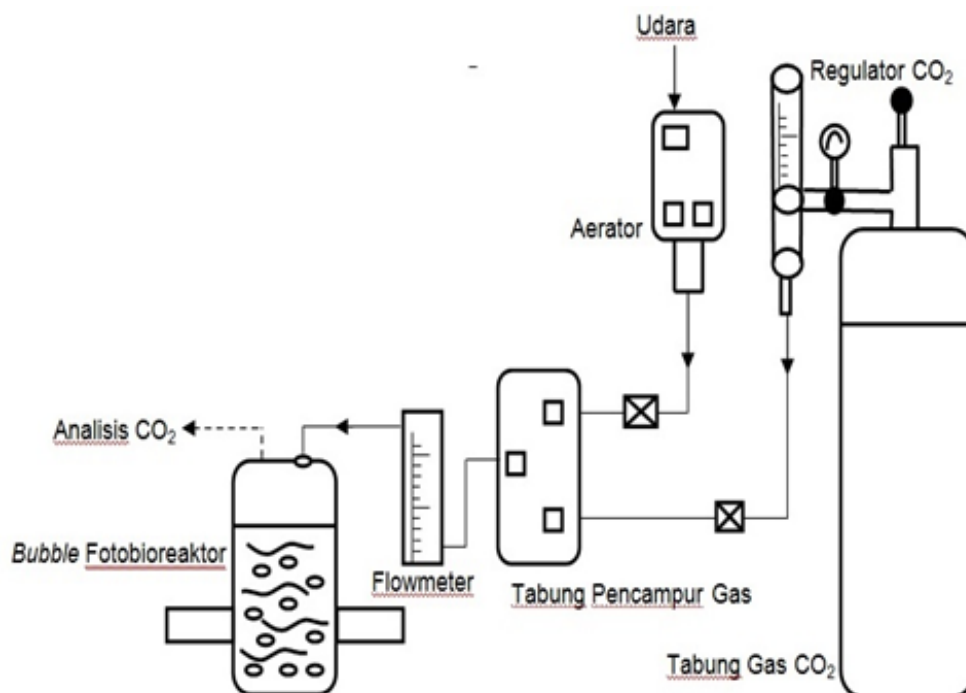 Udara
Regulator CO₂
Aerator
Analisis CO₂
Bubble Fotobioreaktor
Flowmeter
Tabung Pencampur Gas
Tabung Gas CO₂